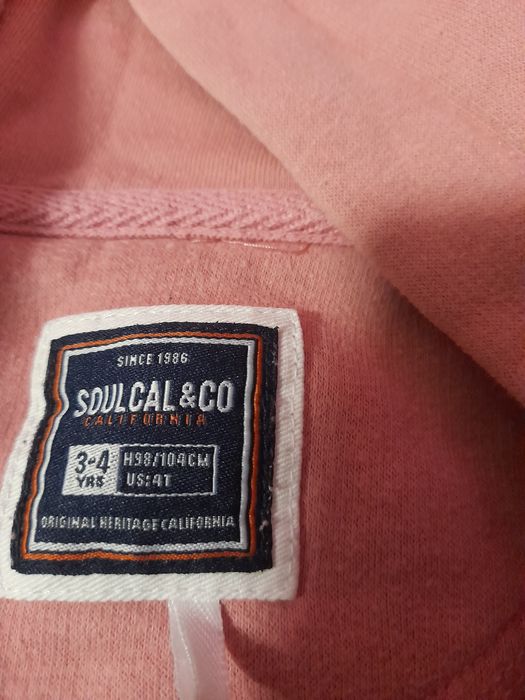 SINCE 1986
SOULCAL & CO
CALIFORNIA
3-4 YRS
H98/104CM
US:4T
ORIGINAL HERITAGE CALIFORNIA